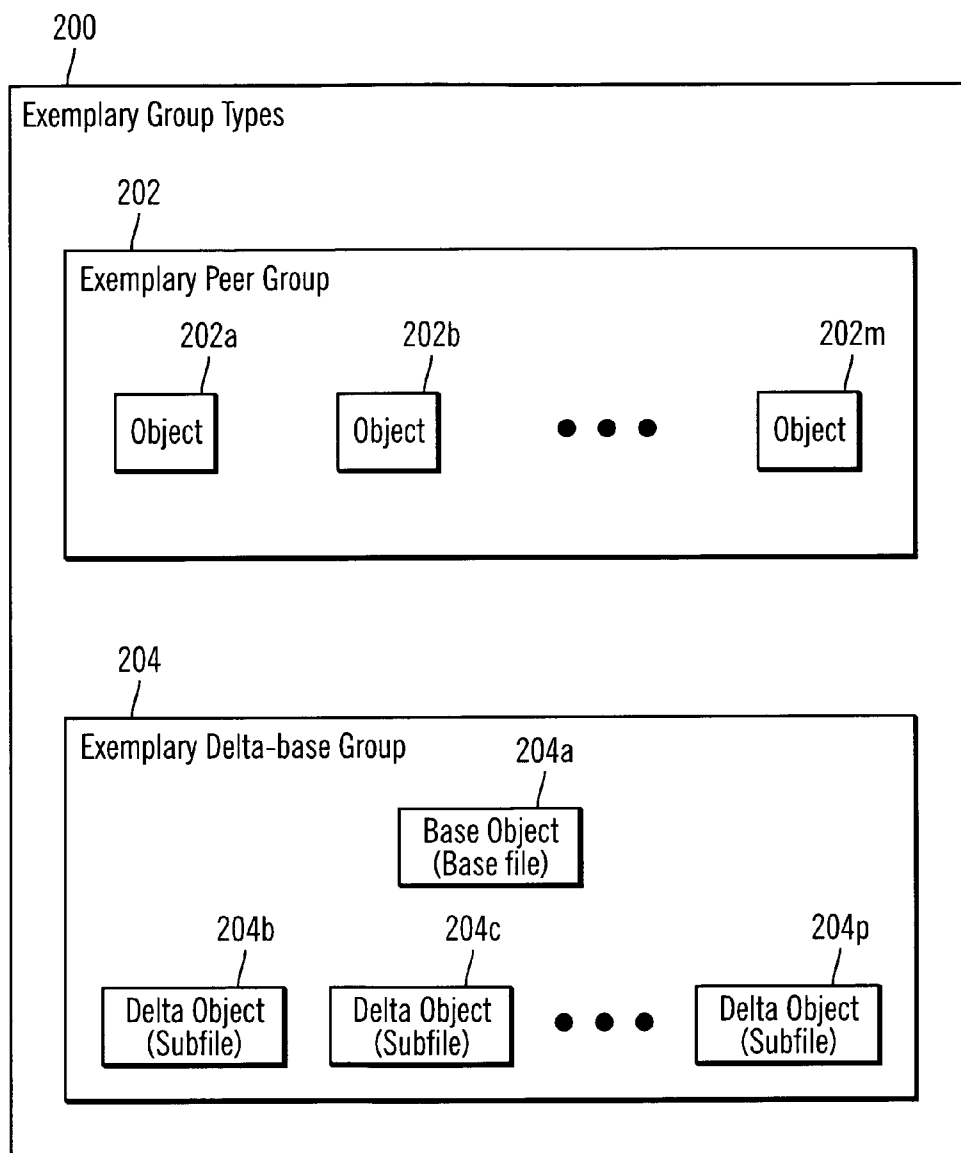 200
Exemplary Group Types
202
Exemplary Peer Group
202a
202b
202m
Object
Object
Object
204
Exemplary Delta-base Group
204a
Base Object
(Base file)
204b
204c
204p
Delta Object
(Subfile)
Delta Object
(Subfile)
Delta Object
(Subfile)